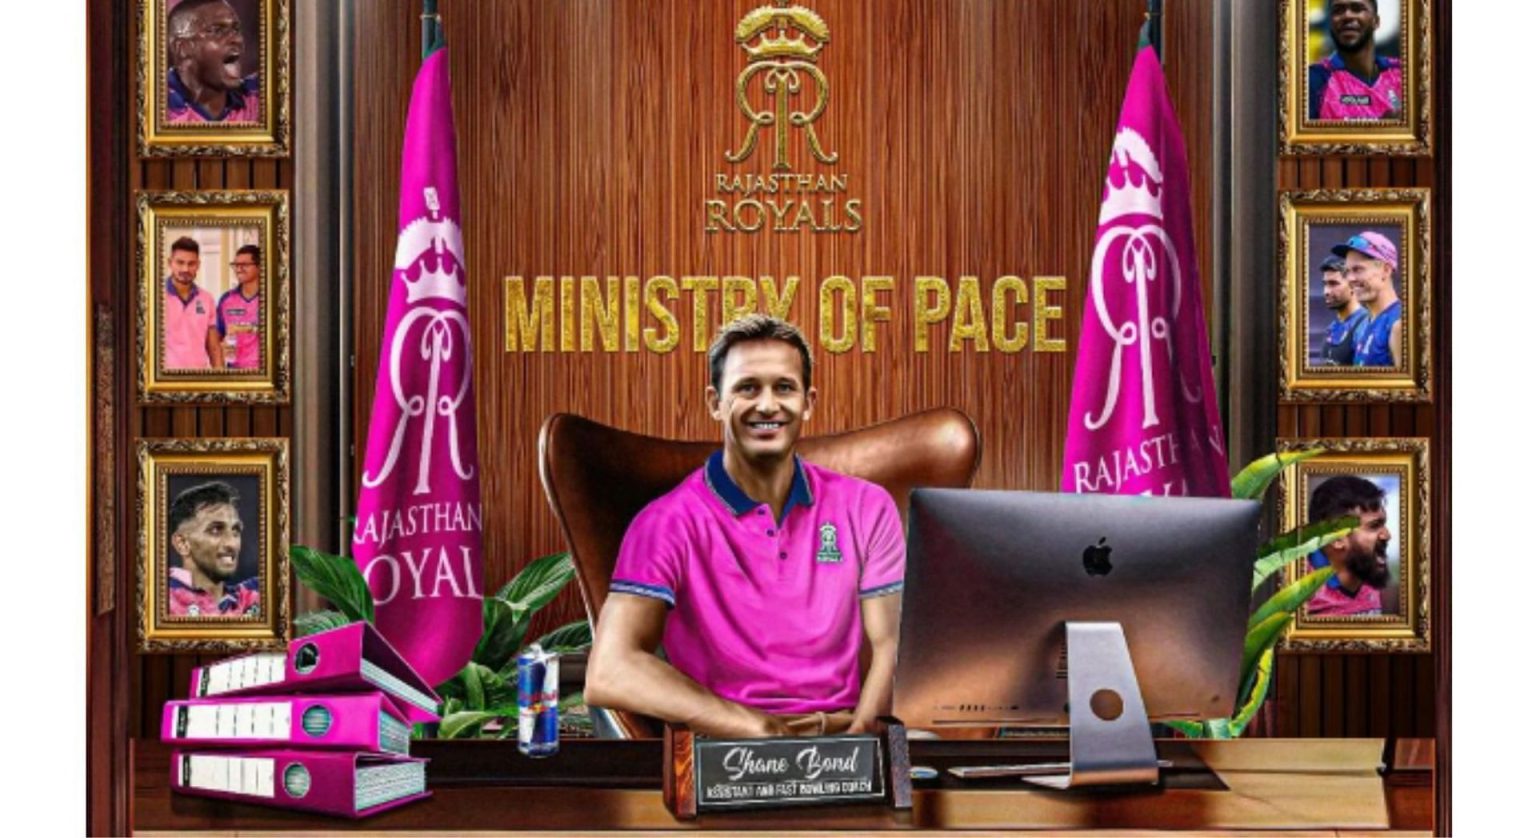 RAJASTHAN
ROYALS
MINISTRY OF PACE
RAJASTHAN
ROYAL
RAJASTH
Shane Bond
ASSISTANT AND FAST BOWLING COACH